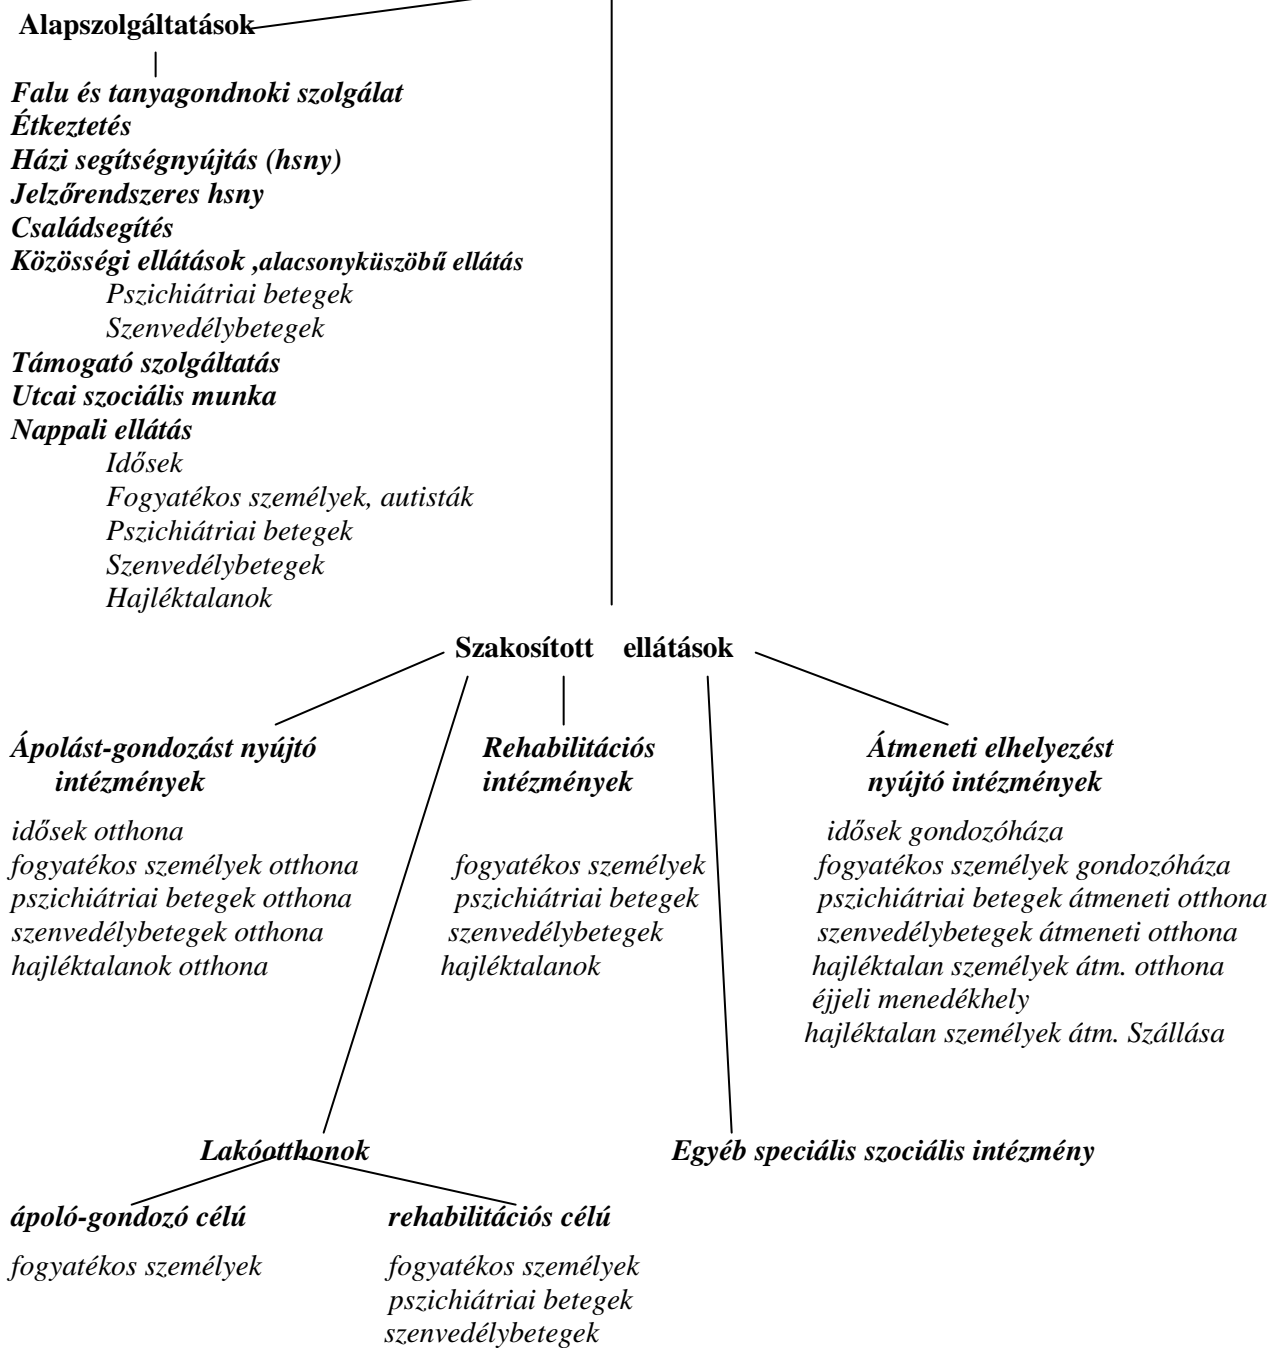 Alapszolgáltatások
Falu és tanyagondnoki szolgálat
Étkeztetés
Házi segítségnyújtás (hsny)
Jelzőrendszeres hsny
Családsegítés
Közösségi ellátások ,alacsonyküszöbű ellátás
Pszichiátriai betegek
Szenvedélybetegek
Támogató szolgáltatás
Utcai szociális munka
Nappali ellátás
Idősek
Fogyatékos személyek, autisták
Pszichiátriai betegek
Szenvedélybetegek
Hajléktalanok
Szakosított ellátások
Ápolást-gondozást nyújtó
intézmények
idősek otthona
fogyatékos személyek otthona
pszichiátriai betegek otthona
szenvedélybetegek otthona
hajléktalanok otthona
Rehabilitációs
intézmények
fogyatékos személyek
pszichiátriai betegek
szenvedélybetegek
hajléktalanok
Átmeneti elhelyezést
nyújtó intézmények
idősek gondozóháza
fogyatékos személyek gondozóháza
pszichiátriai betegek átmeneti otthona
szenvedélybetegek átmeneti otthona
hajléktalan személyek átm. otthona
éjjeli menedékhely
hajléktalan személyek átm. Szállása
Lakóotthonok
Egyéb speciális szociális intézmény
ápoló-gondozó célú
fogyatékos személyek
rehabilitációs célú
fogyatékos személyek
pszichiátriai betegek
szenvedélybetegek